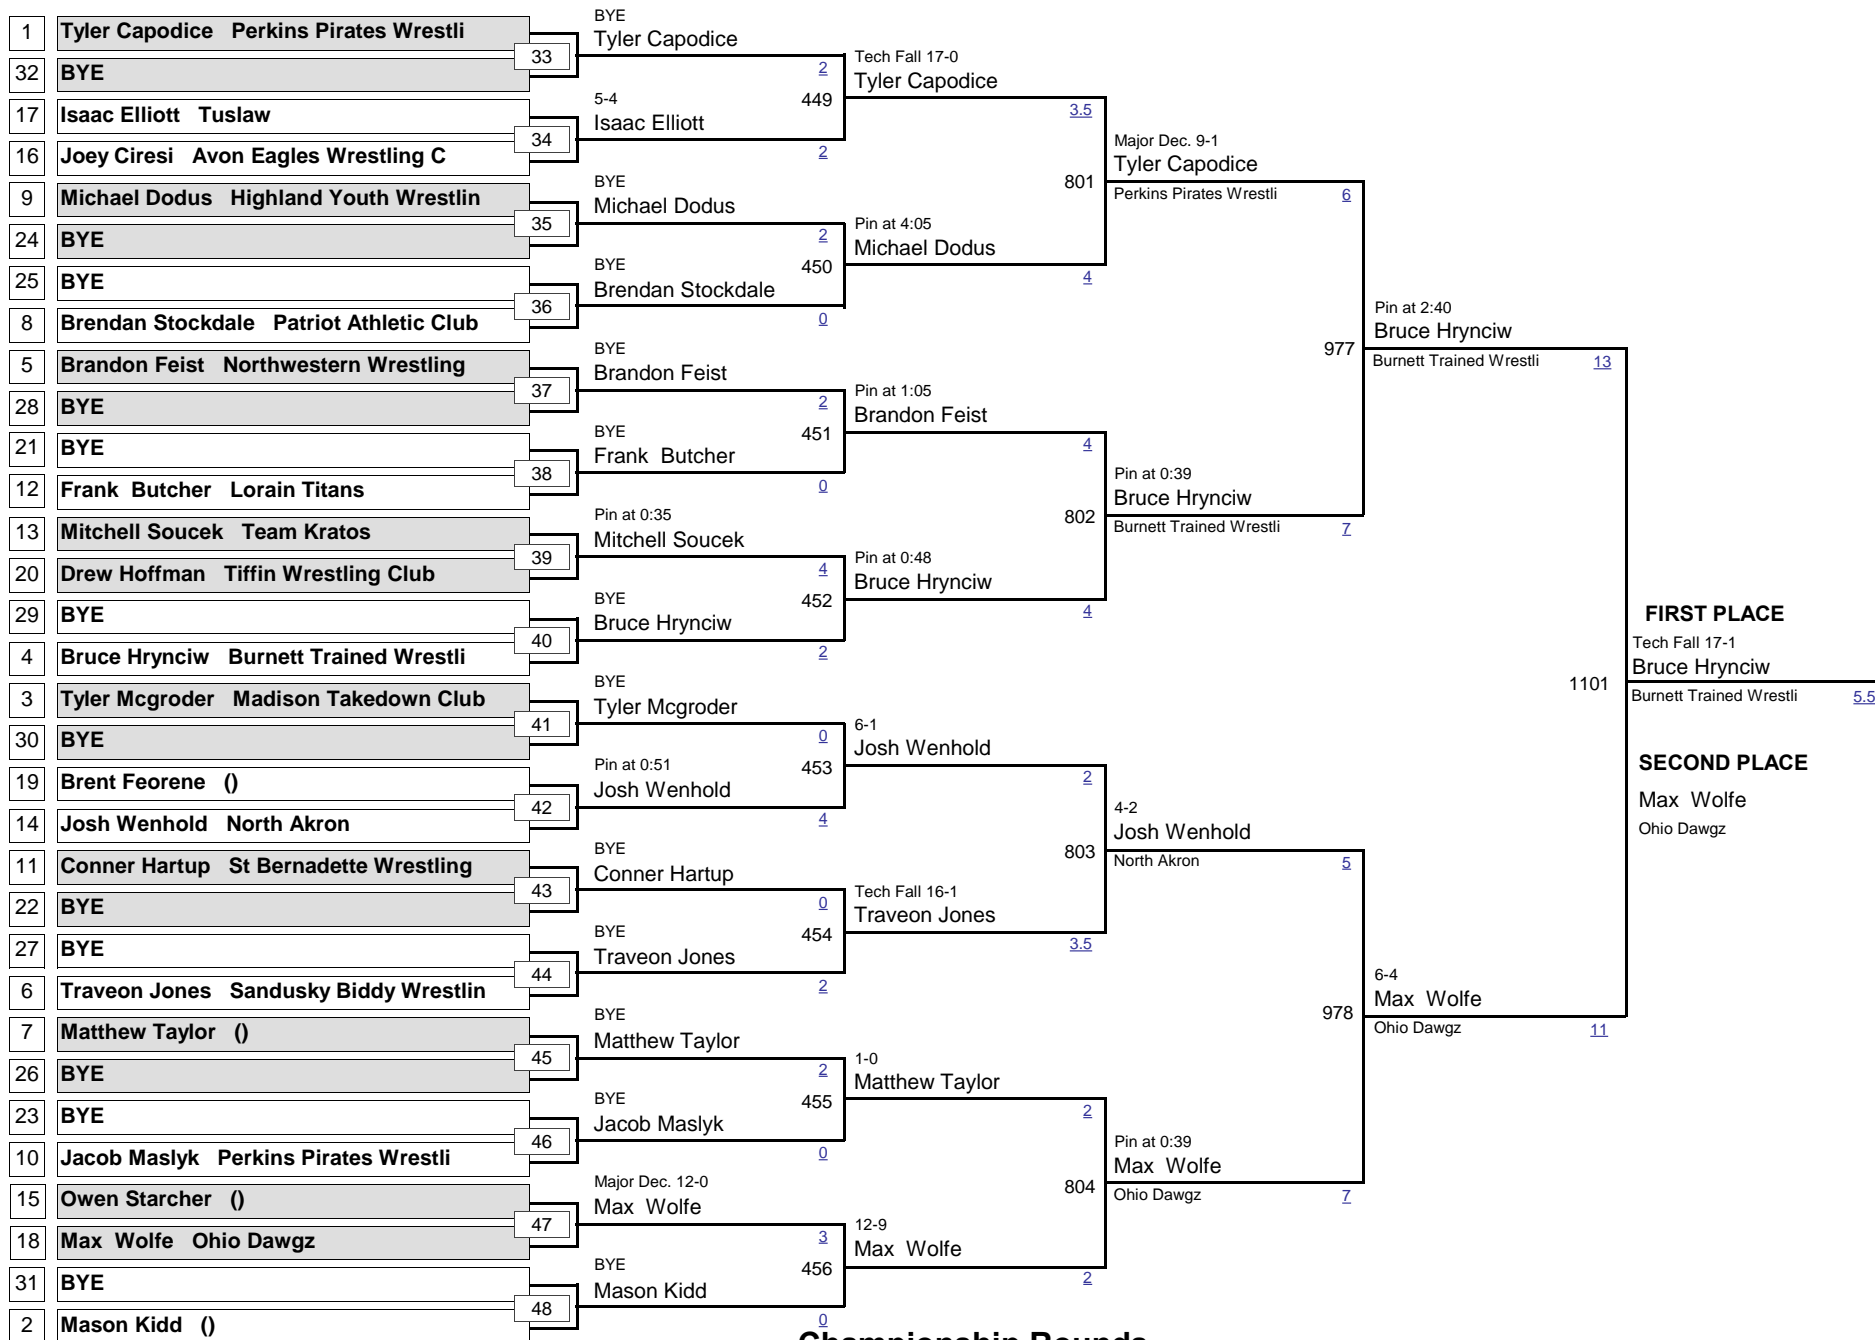 1 Tyler Capodice Perkins Pirates Wrestli
32 BYE
17 Isaac Elliott Tuslaw
16 Joey Ciresi Avon Eagles Wrestling C
9 Michael Dodus Highland Youth Wrestlin
24 BYE
25 BYE
8 Brendan Stockdale Patriot Athletic Club
5 Brandon Feist Northwestern Wrestling
28 BYE
21 BYE
12 Frank Butcher Lorain Titans
13 Mitchell Soucek Team Kratos
20 Drew Hoffman Tiffin Wrestling Club
29 BYE
4 Bruce Hrynciw Burnett Trained Wrestli
3 Tyler Mcgroder Madison Takedown Club
30 BYE
19 Brent Feorene ()
14 Josh Wenhold North Akron
11 Conner Hartup St Bernadette Wrestling
22 BYE
27 BYE
6 Traveon Jones Sandusky Biddy Wrestlin
7 Matthew Taylor ()
26 BYE
23 BYE
10 Jacob Maslyk Perkins Pirates Wrestli
15 Owen Starcher ()
18 Max Wolfe Ohio Dawgz
31 BYE
2 Mason Kidd ()
33
34
35
36
37
38
39
40
41
42
43
44
45
46
47
48
BYE
Tyler Capodice
2
449
5-4
Isaac Elliott
2
BYE
Michael Dodus
2
450
BYE
Brendan Stockdale
0
BYE
Brandon Feist
2
451
BYE
Frank Butcher
0
Pin at 0:35
Mitchell Soucek
4
452
BYE
Bruce Hrynciw
2
BYE
Tyler Mcgroder
0
453
Pin at 0:51
Josh Wenhold
4
BYE
Conner Hartup
0
454
BYE
Traveon Jones
2
BYE
Matthew Taylor
2
455
BYE
Jacob Maslyk
0
Major Dec. 12-0
Max Wolfe
3
456
BYE
Mason Kidd
0
Tech Fall 17-0
Tyler Capodice
3.5
801
Pin at 4:05
Michael Dodus
4
Pin at 1:05
Brandon Feist
4
802
Pin at 0:48
Bruce Hrynciw
4
6-1
Josh Wenhold
2
803
Tech Fall 16-1
Traveon Jones
3.5
1-0
Matthew Taylor
2
804
12-9
Max Wolfe
2
Major Dec. 9-1
Tyler Capodice
Perkins Pirates Wrestli 6
977
Pin at 0:39
Bruce Hrynciw
Burnett Trained Wrestli 7
4-2
Josh Wenhold
North Akron 5
978
Pin at 0:39
Max Wolfe
Ohio Dawgz 7
Pin at 2:40
Bruce Hrynciw
Burnett Trained Wrestli 13
1101
6-4
Max Wolfe
Ohio Dawgz 11
FIRST PLACE
Tech Fall 17-1
Bruce Hrynciw
Burnett Trained Wrestli 5.5
SECOND PLACE
Max Wolfe
Ohio Dawgz
Championship Rounds